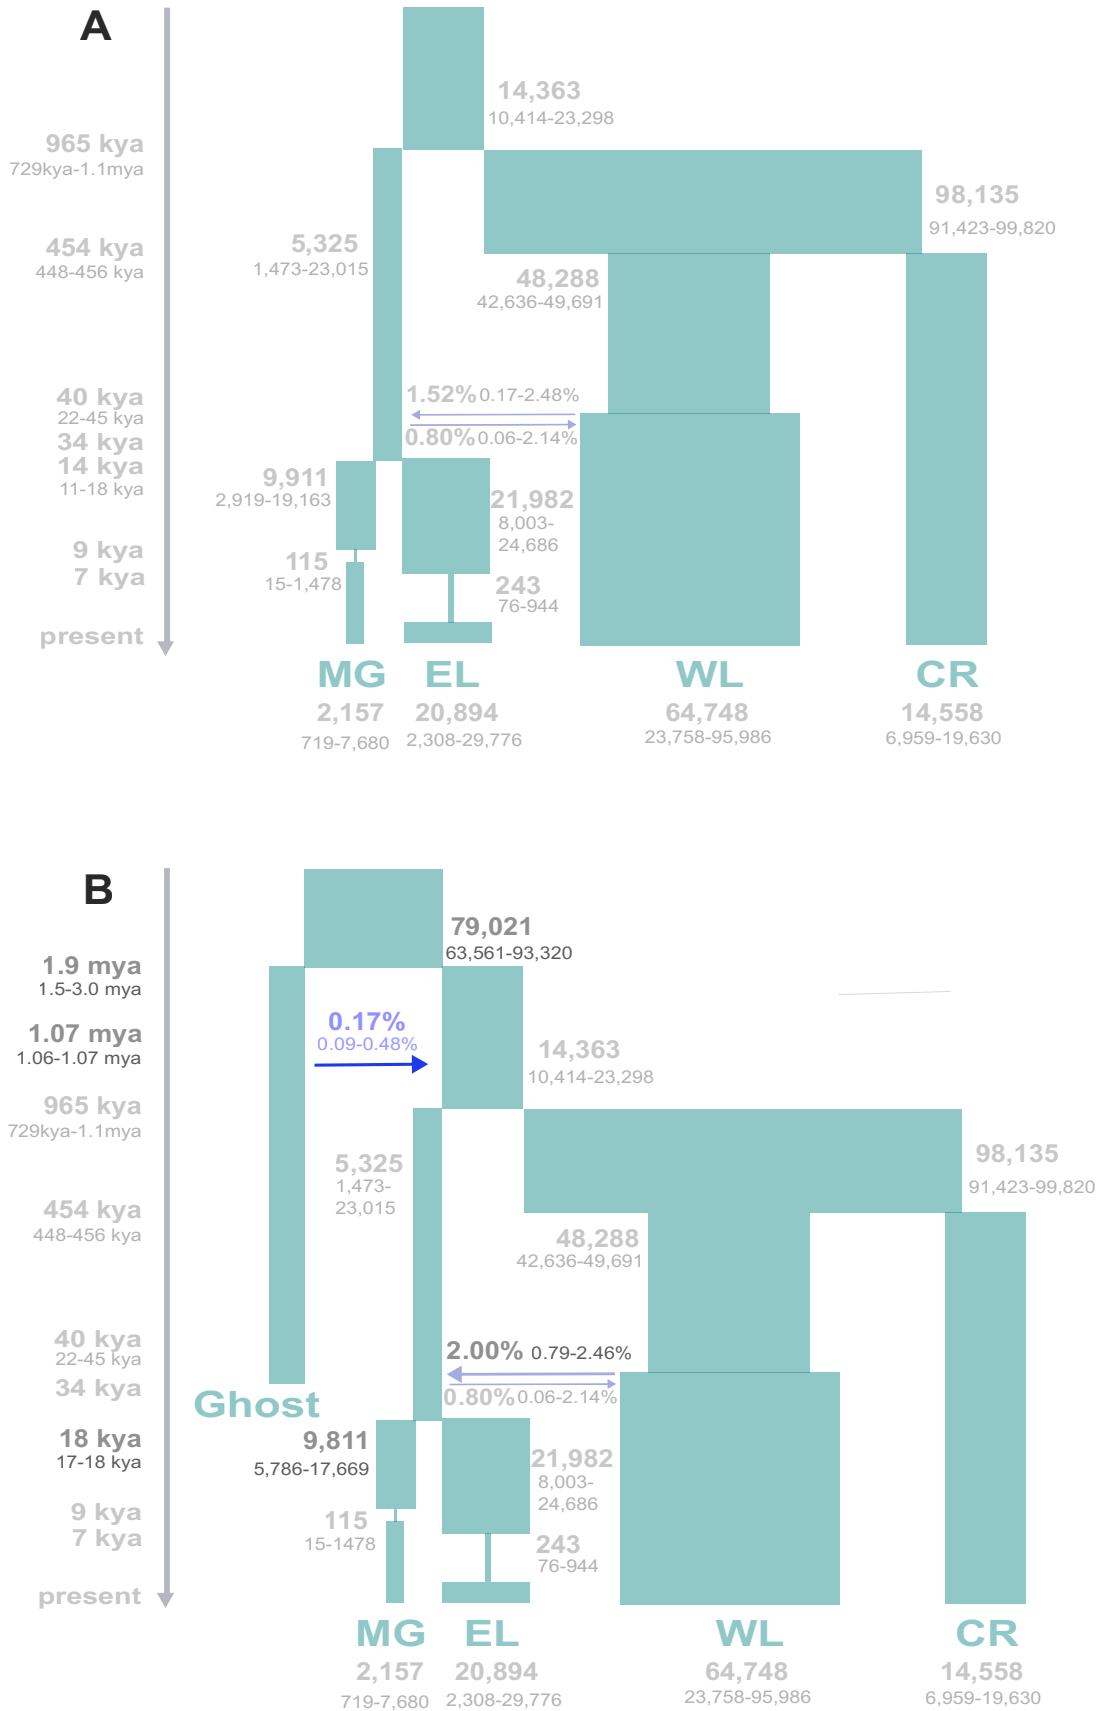 A
14,363
10,414-23,298
965 kya
729kya-1.1mya
98,135
91,423-99,820
454 kya
448-456 kya
5,325
1,473-23,015
48,288
42,636-49,691
40 kya
22-45 kya
1.52% 0.17-2.48%
34 kya
0.80% 0.06-2.14%
14 kya
11-18 kya
9,911
2,919-19,163
21,982
8,003-
24,686
9 kya
7 kya
115
15-1,478
243
76-944
present
MG EL WL CR
2,157 20,894 64,748 14,558
719-7,680 2,308-29,776 23,758-95,986 6,959-19,630
B
79,021
63,561-93,320
1.9 mya
1.5-3.0 mya
0.17%
0.09-0.48%
1.07 mya
1.06-1.07 mya
14,363
10,414-23,298
965 kya
729kya-1.1mya
5,325
1,473-
23,015
98,135
91,423-99,820
454 kya
448-456 kya
48,288
42,636-49,691
40 kya
22-45 kya
2.00% 0.79-2.46%
34 kya
0.80% 0.06-2.14%
Ghost
18 kya
17-18 kya
9,811
5,786-17,669
21,982
8,003-
24,686
9 kya
7 kya
115
15-1478
243
76-944
present
MG EL WL CR
2,157 20,894 64,748 14,558
719-7,680 2,308-29,776 23,758-95,986 6,959-19,630